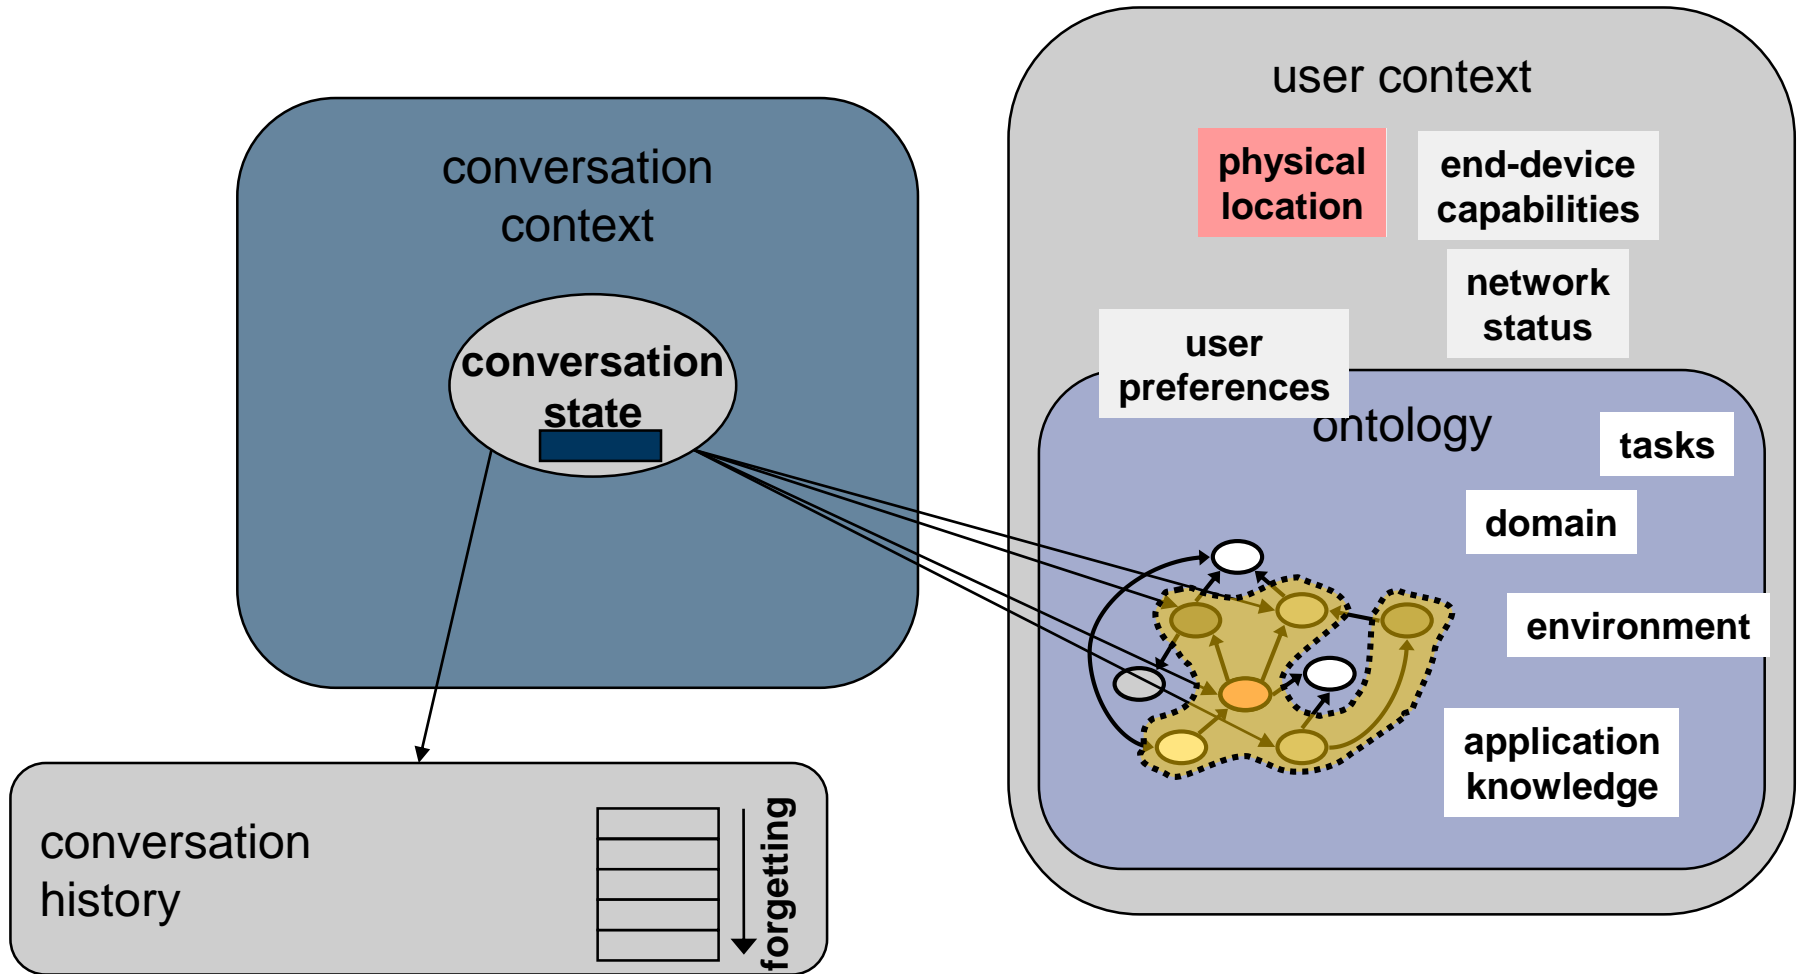 conversation
context
conversation
state
conversation
history
forgetting
user context
physical
location
end-device
capabilities
network
status
user
preferences
ontology
tasks
domain
environment
application
knowledge